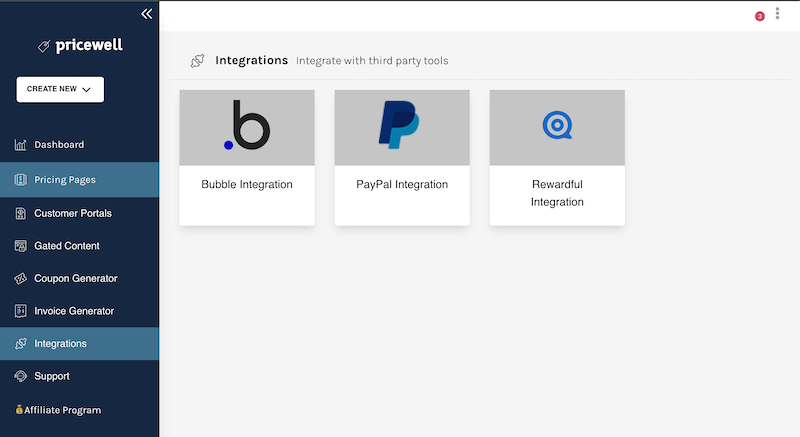 pricewell
CREATE NEW
Dashboard
Pricing Pages
Customer Portals
Gated Content
Coupon Generator
Invoice Generator
Integrations
Support
Affiliate Program
3
Integrations Integrate with third party tools
b
Bubble Integration
PayPal Integration
Rewardful
Integration